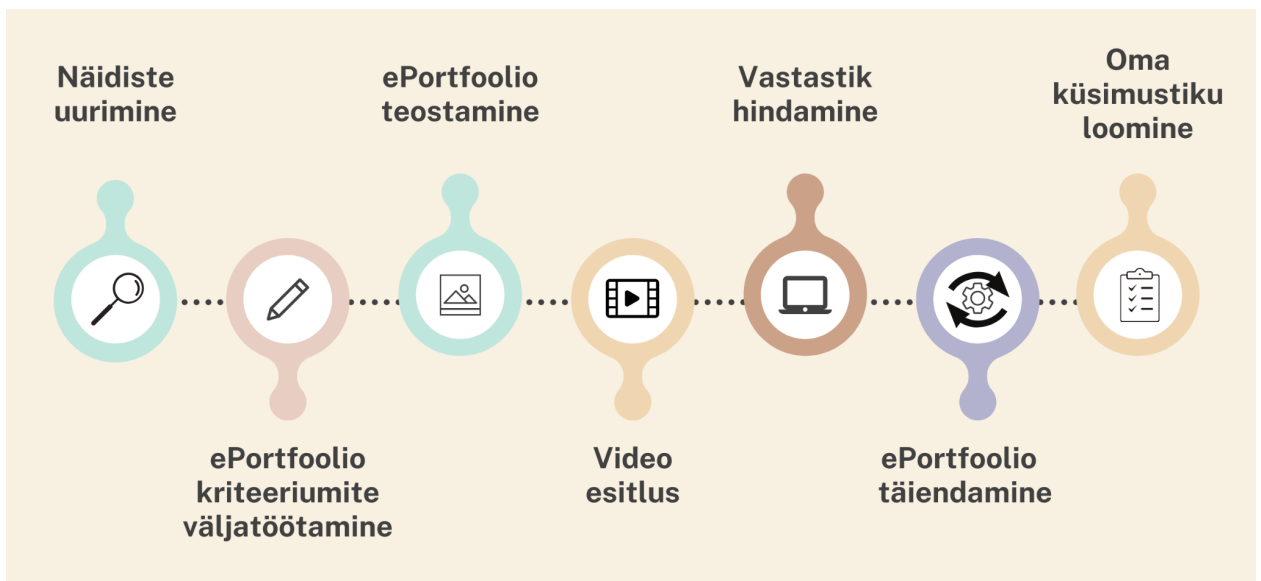 Näidiste
uurimine
ePortfoolio
kriteeriumite
väljatöötamine
ePortfoolio
teostamine
Video
esitlus
Vastastik
hindamine
ePortfoolio
täiendamine
Oma
küsimustiku
loomine